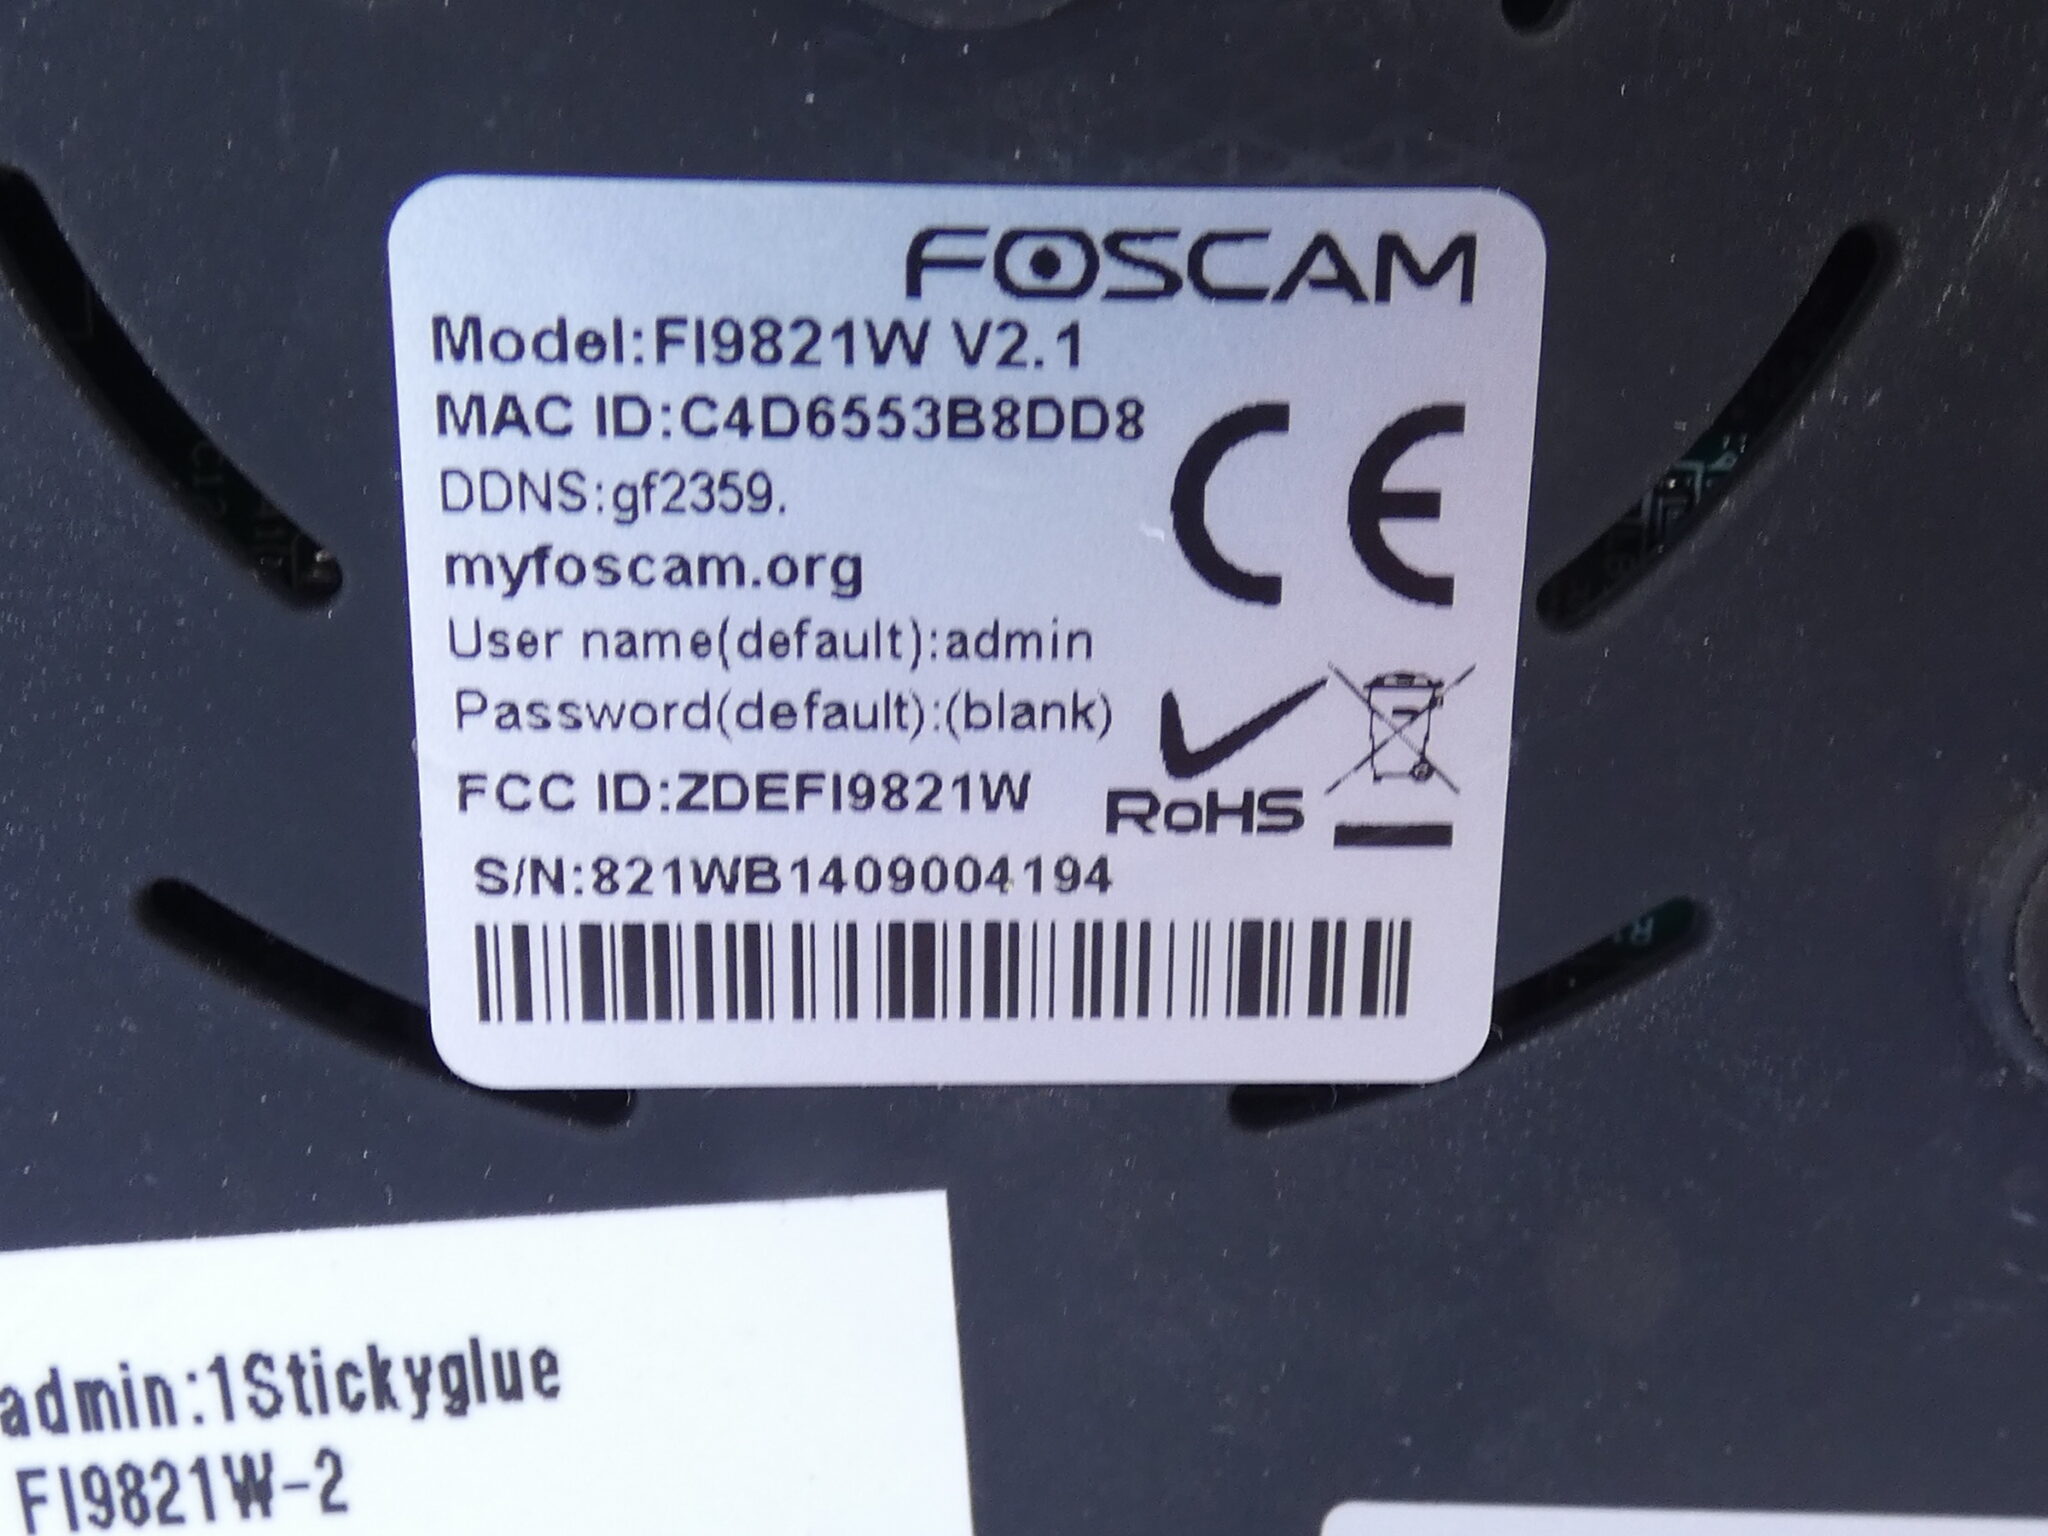 FOSCAM
Model:FI9821W V2.1
MAC ID:C4D6553B8DD8
DDNS:gf2359.
myfoscam.org
User name(default):admin
Password(default):(blank)
FCC ID:ZDEFI9821W
RoHS
S/N:821WB1409004194
admin:1Stickyglue
FI9821W-2